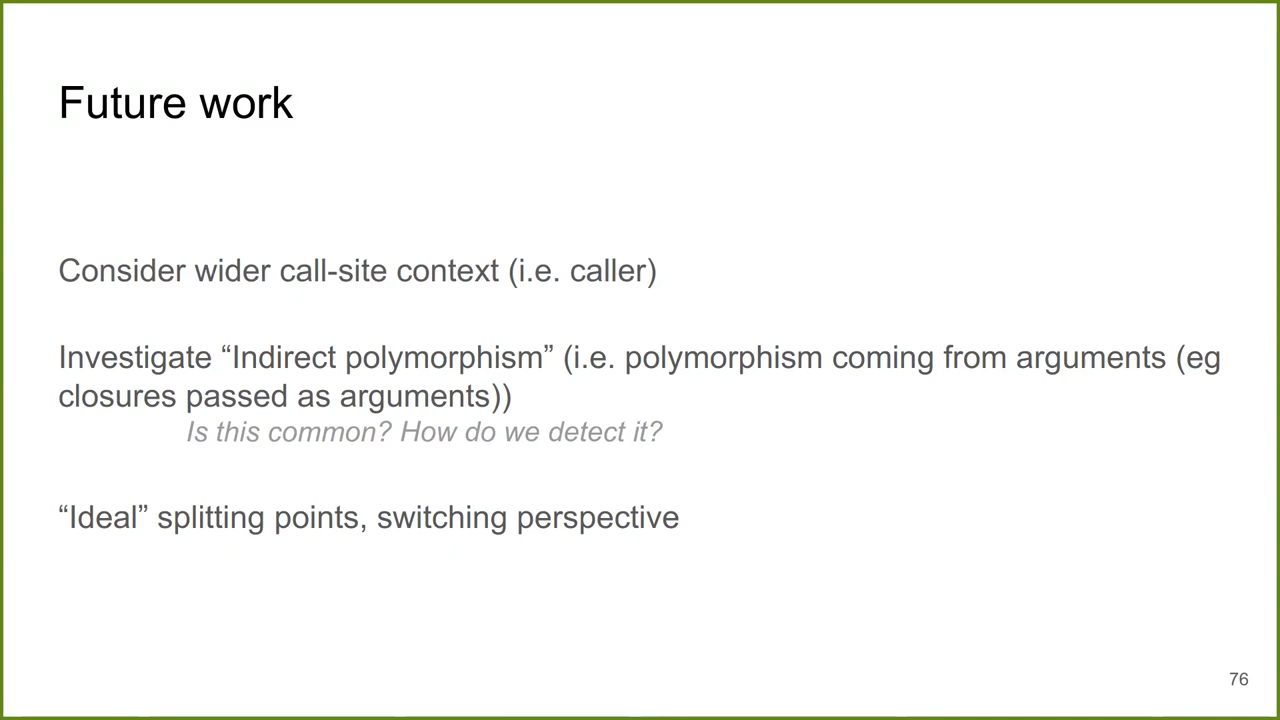 Future work
Consider wider call-site context (i.e. caller)
Investigate “Indirect polymorphism” (i.e. polymorphism coming from arguments (eg
closures passed as arguments))
Is this common? How do we detect it?
“Ideal” splitting points, switching perspective
76